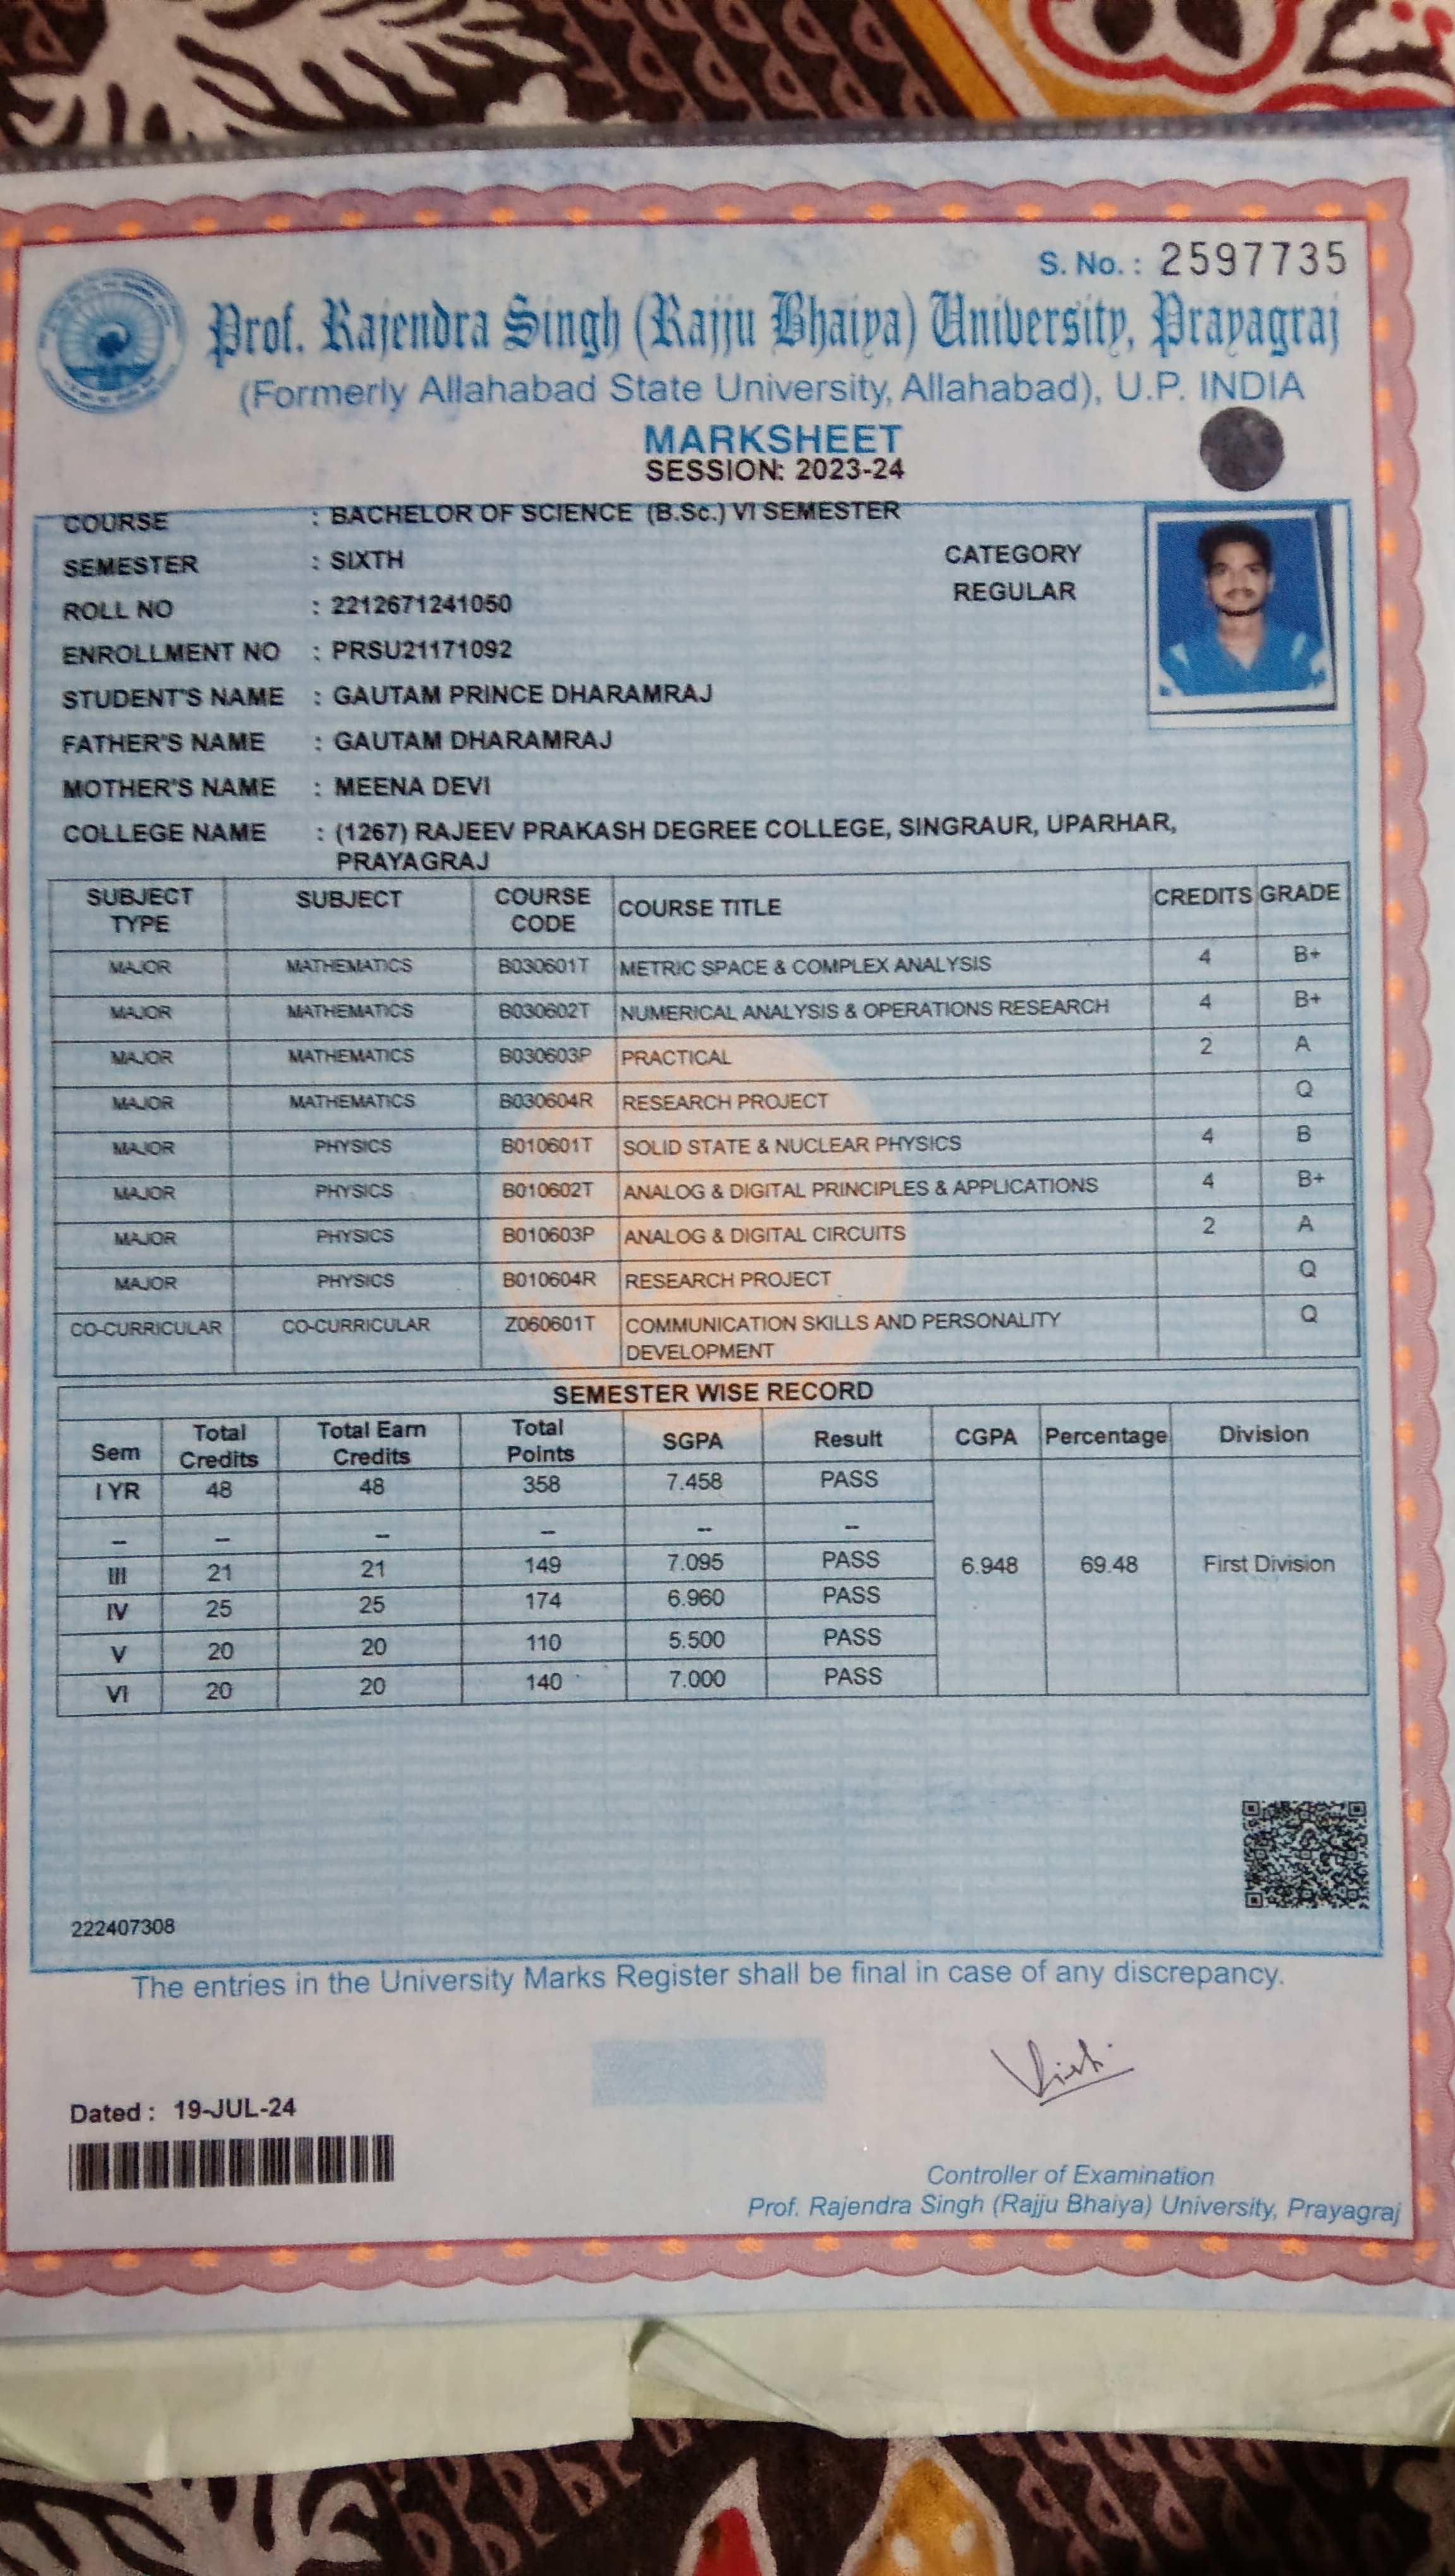 S. No. : 2597735
Prof. Rajendra Singh (Rajju Bhaiya) University, Prayagraj
(Formerly Allahabad State University, Allahabad), U.P. INDIA
MARKSHEET
SESSION: 2023-24
COURSE : BACHELOR OF SCIENCE (B.Sc.) VI SEMESTER
SEMESTER : SIXTH CATEGORY
ROLL NO : 2212671241050 REGULAR
ENROLLMENT NO : PRSU21171092
STUDENT'S NAME : GAUTAM PRINCE DHARAMRAJ
FATHER'S NAME : GAUTAM DHARAMRAJ
MOTHER'S NAME : MEENA DEVI
COLLEGE NAME : (1267) RAJEEV PRAKASH DEGREE COLLEGE, SINGRAUR, UPARHAR,
PRAYAGRAJ
SUBJECT TYPE SUBJECT COURSE CODE COURSE TITLE CREDITS GRADE
MAJOR MATHEMATICS B030601T METRIC SPACE & COMPLEX ANALYSIS 4 B+
MAJOR MATHEMATICS B030602T NUMERICAL ANALYSIS & OPERATIONS RESEARCH 4 B+
MAJOR MATHEMATICS B030603P PRACTICAL 2 A
MAJOR MATHEMATICS B030604R RESEARCH PROJECT Q
MAJOR PHYSICS B010601T SOLID STATE & NUCLEAR PHYSICS 4 B
MAJOR PHYSICS B010602T ANALOG & DIGITAL PRINCIPLES & APPLICATIONS 4 B+
MAJOR PHYSICS B010603P ANALOG & DIGITAL CIRCUITS 2 A
MAJOR PHYSICS B010604R RESEARCH PROJECT Q
CO-CURRICULAR CO-CURRICULAR Z060601T COMMUNICATION SKILLS AND PERSONALITY Q
DEVELOPMENT
SEMESTER WISE RECORD
Sem Total Credits Total Earn Credits Total Points SGPA Result CGPA Percentage Division
I YR 48 48 358 7.458 PASS
-- -- -- -- -- --
III 21 21 149 7.095 PASS 6.948 69.48 First Division
IV 25 25 174 6.960 PASS
V 20 20 110 5.500 PASS
VI 20 20 140 7.000 PASS
222407308
The entries in the University Marks Register shall be final in case of any discrepancy.
Dated : 19-JUL-24
Controller of Examination
Prof. Rajendra Singh (Rajju Bhaiya) University, Prayagraj